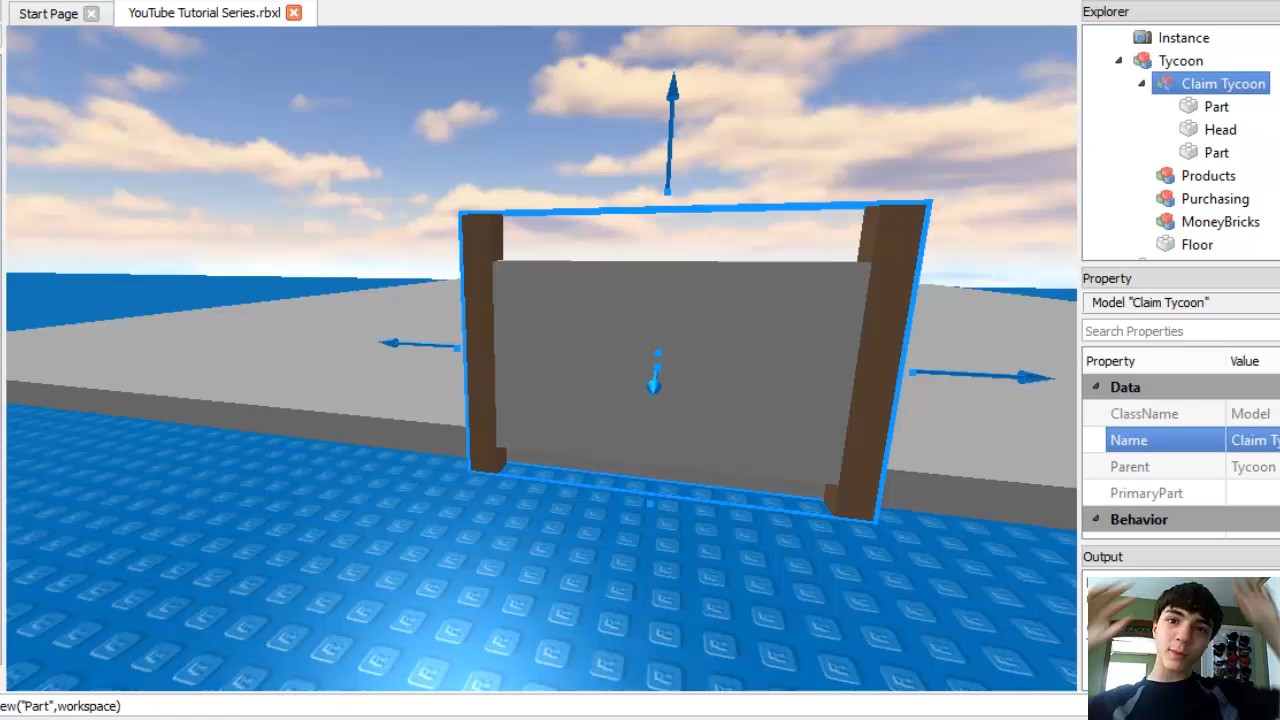 Start Page
YouTube Tutorial Series.rbxl
Explorer
Instance
Tycoon
Claim Tycoon
Part
Head
Part
Products
Purchasing
MoneyBricks
Floor
Property
Model "Claim Tycoon"
Search Properties
Property Value
Data
ClassName Model
Name Claim Ty
Parent Tycoon
PrimaryPart
Behavior
Output
ew("Part",workspace)